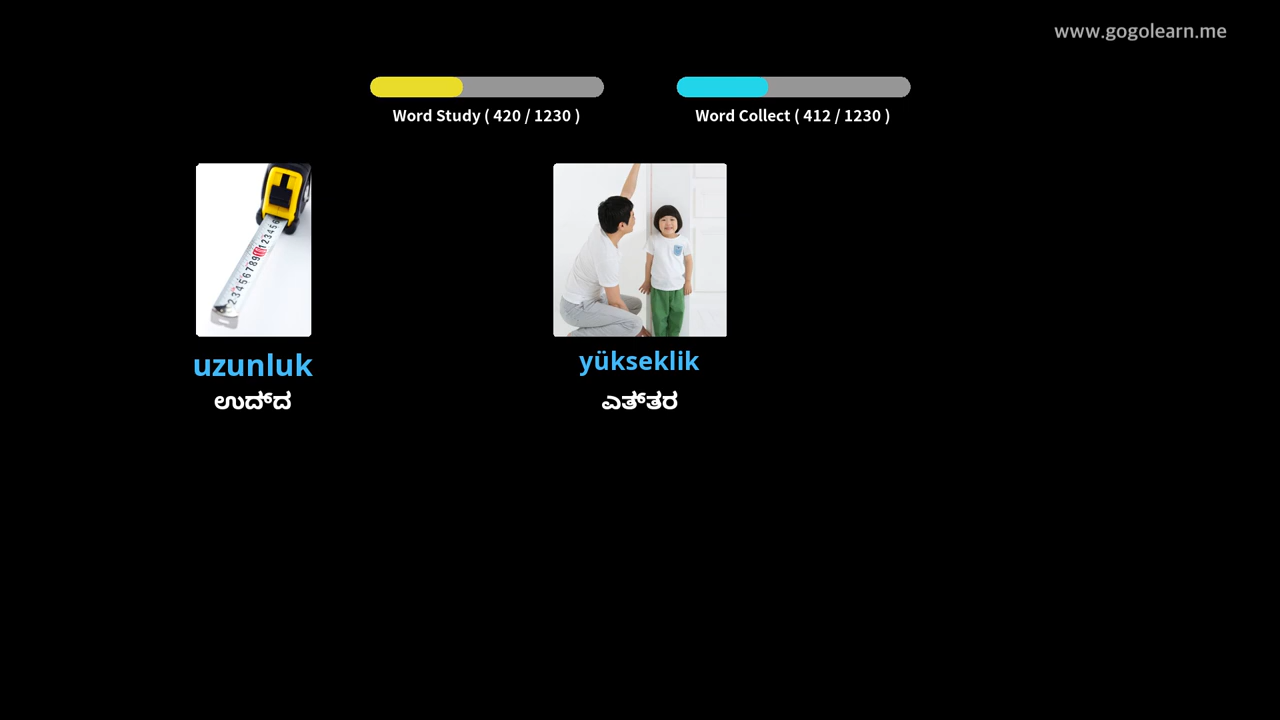 www.gogolearn.me
Word Study ( 420 / 1230 )
Word Collect ( 412 / 1230 )
uzunluk
ಉದ್ದ
yükseklik
ಎತ್ತರ